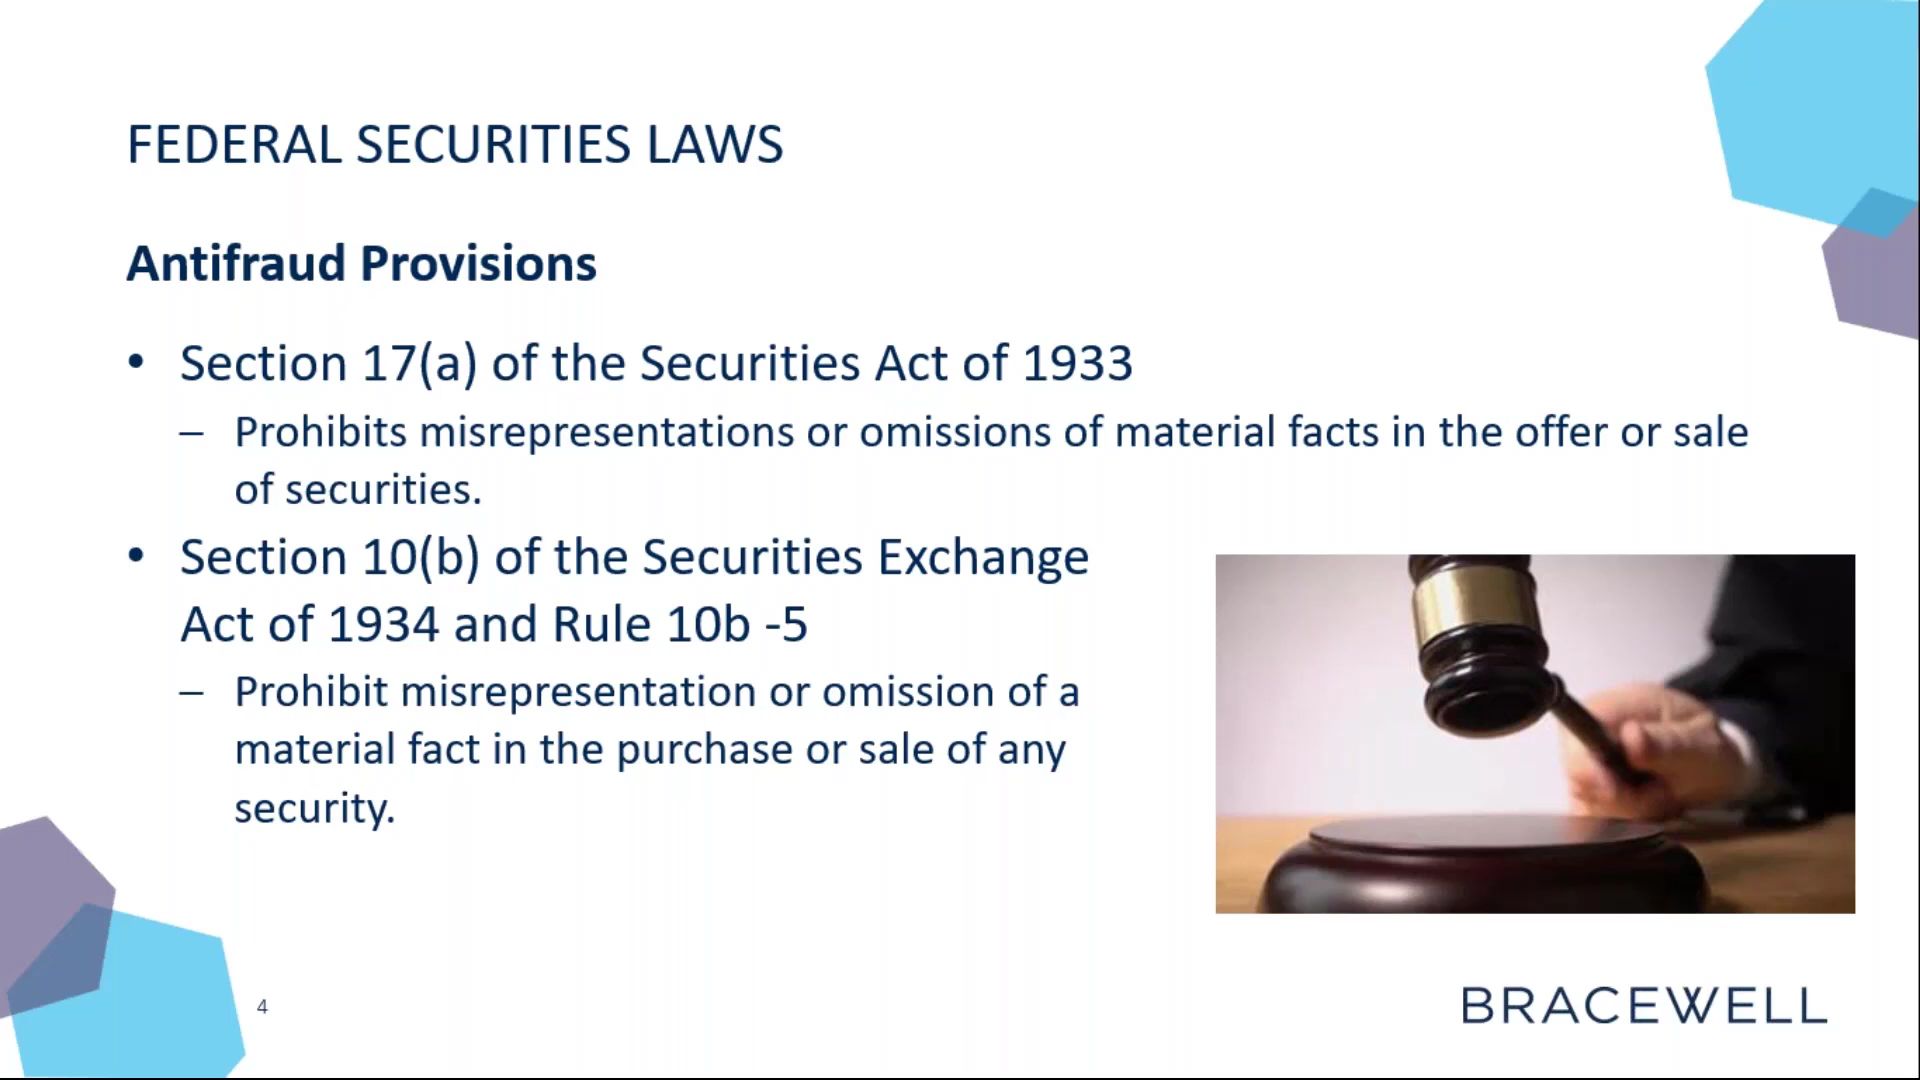 FEDERAL SECURITIES LAWS
Antifraud Provisions
• Section 17(a) of the Securities Act of 1933
– Prohibits misrepresentations or omissions of material facts in the offer or sale
of securities.
• Section 10(b) of the Securities Exchange
Act of 1934 and Rule 10b -5
– Prohibit misrepresentation or omission of a
material fact in the purchase or sale of any
security.
4
BRACEWELL